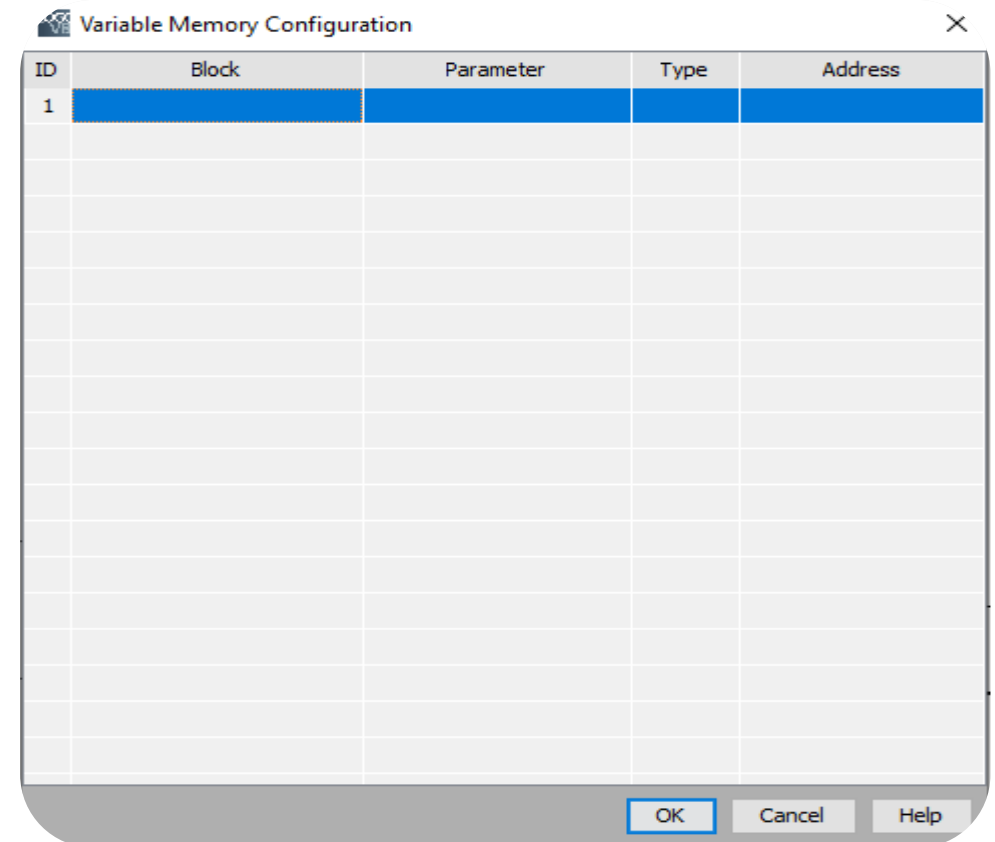 Variable Memory Configuration
ID Block Parameter Type Address
1
OK Cancel Help